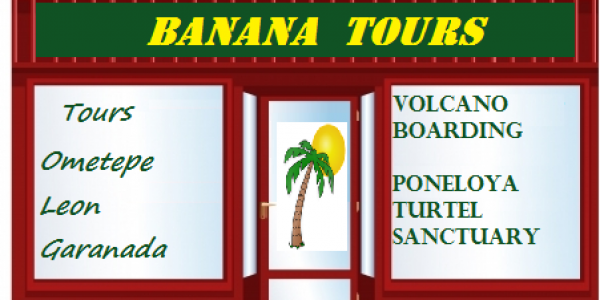 BANANA TOURS
Tours
Ometepe
Leon
Garanada
VOLCANO
BOARDING
PONELOYA
TURTEL
SANCTUARY